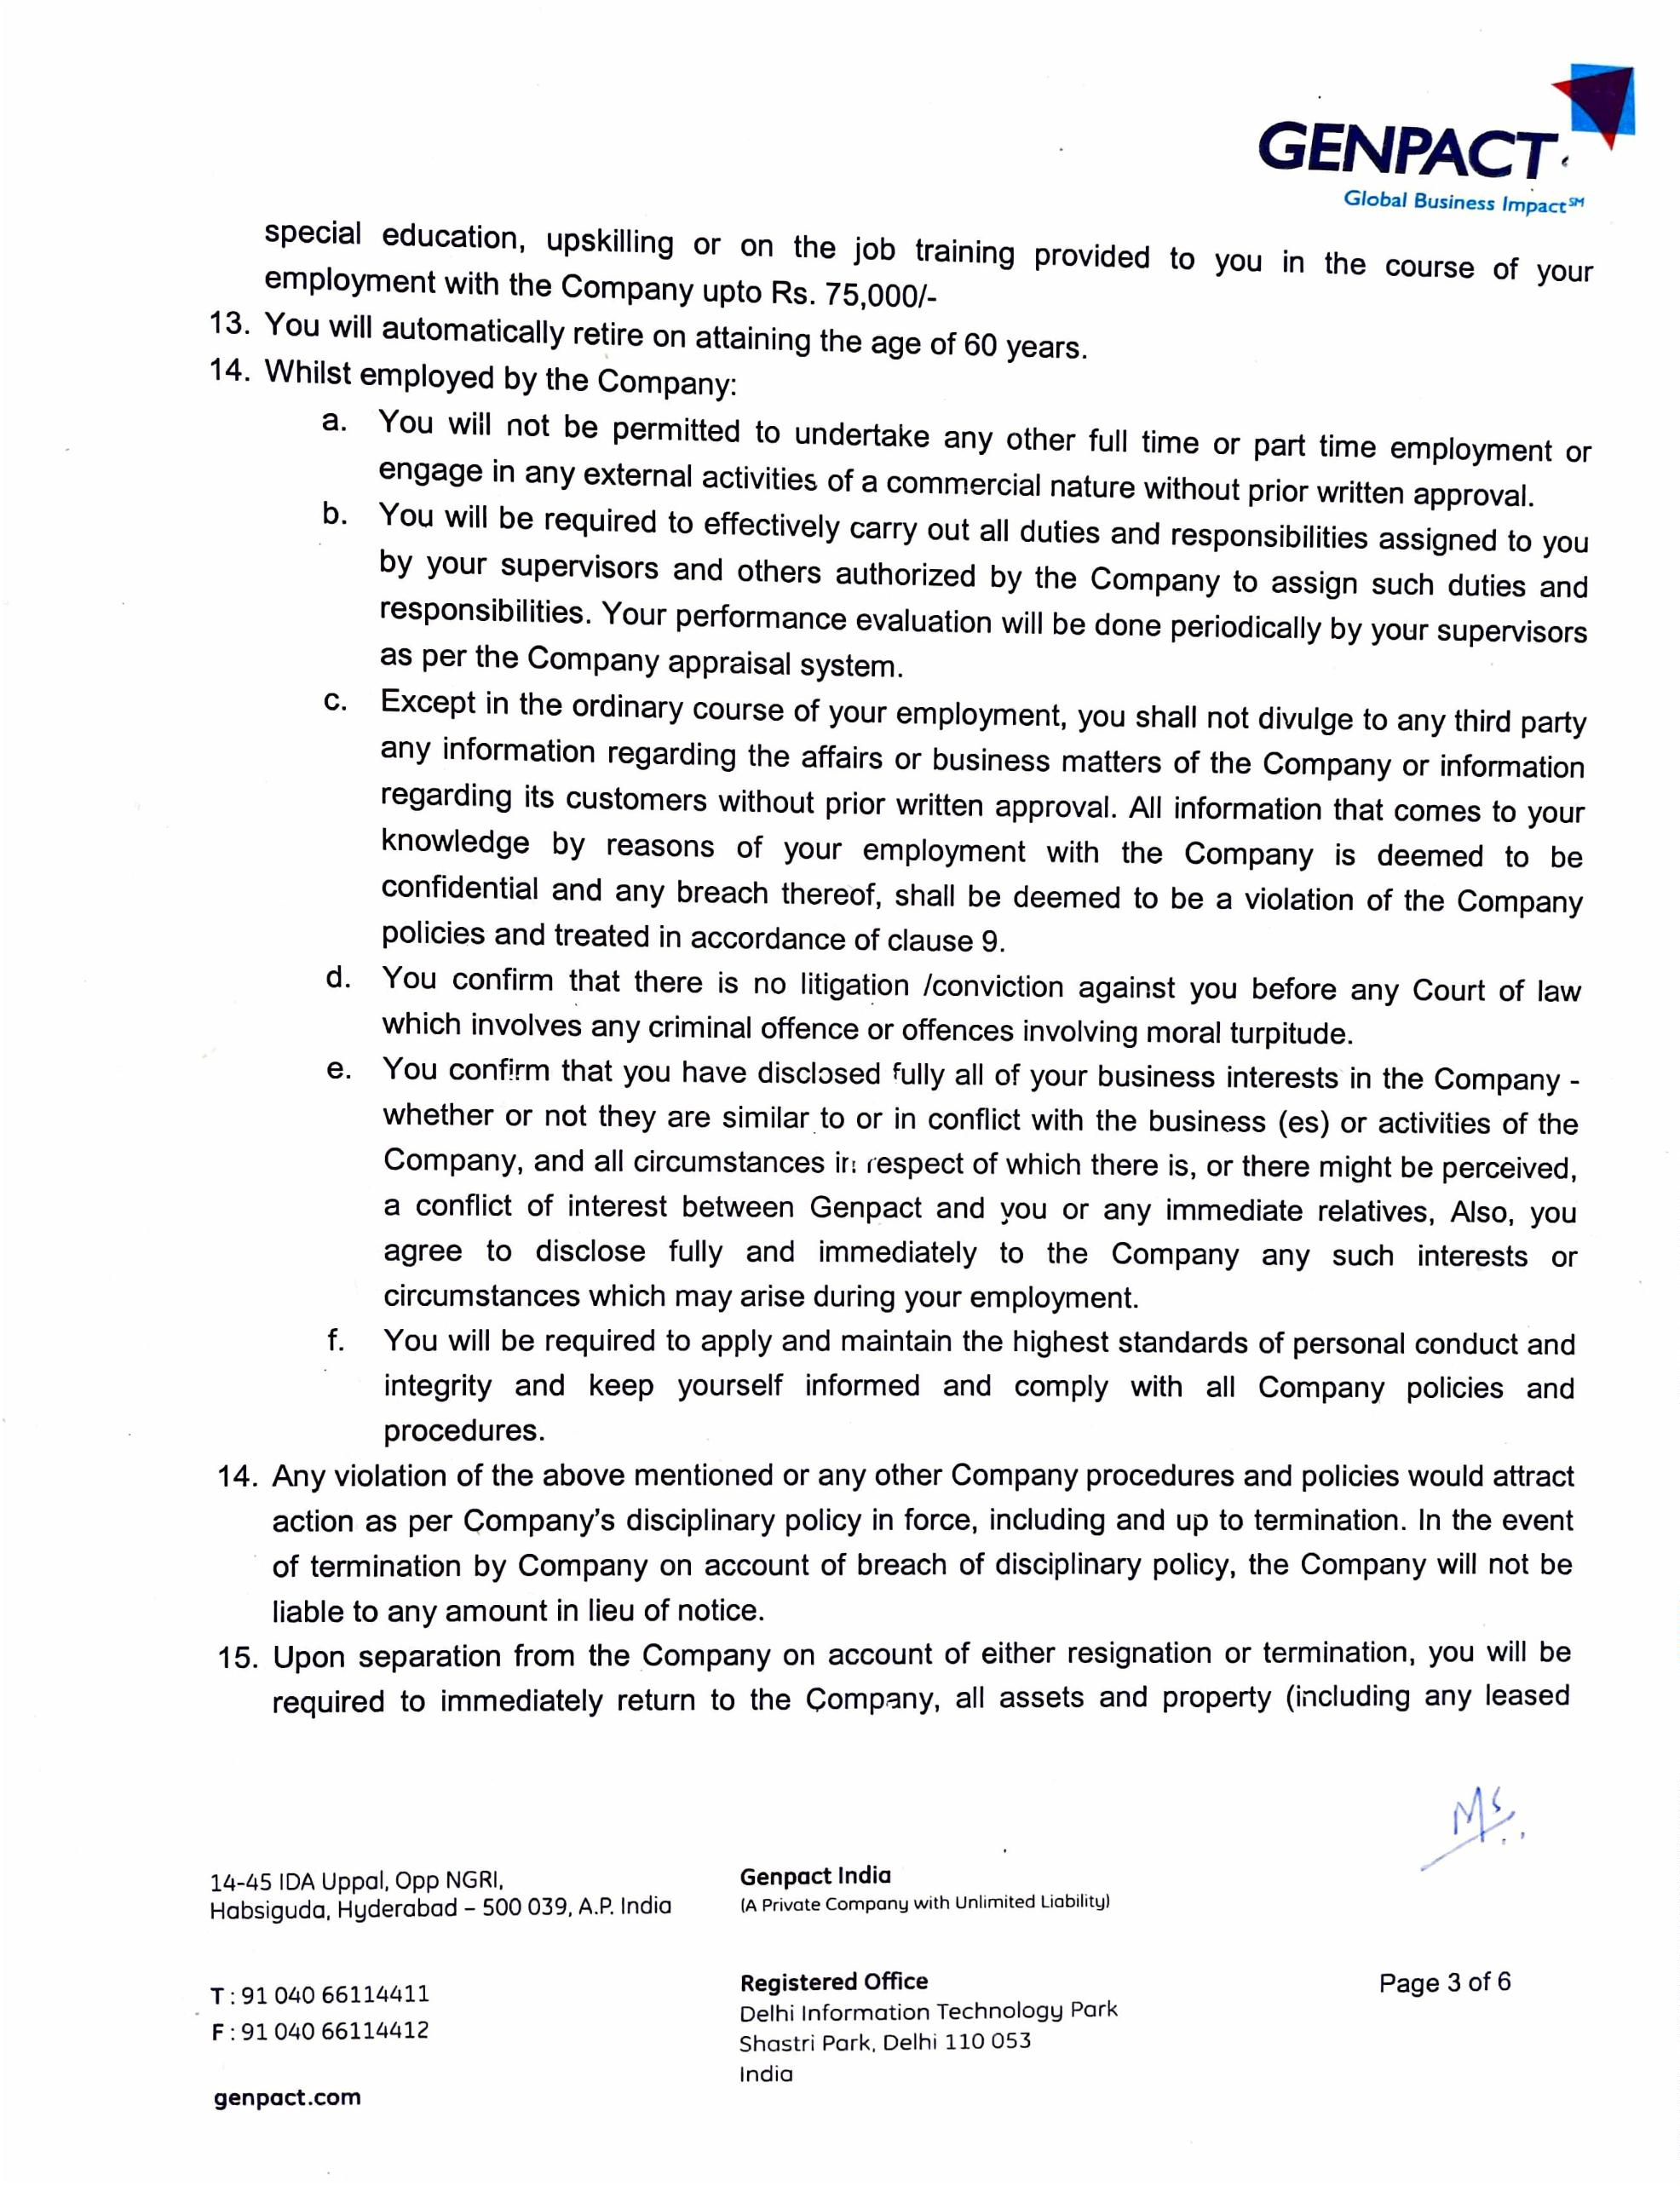 GENPACT
Global Business Impact℠
special education, upskilling or on the job training provided to you in the course of your
employment with the Company upto Rs. 75,000/-
13. You will automatically retire on attaining the age of 60 years.
14. Whilst employed by the Company:
a. You will not be permitted to undertake any other full time or part time employment or
engage in any external activities of a commercial nature without prior written approval.
b. You will be required to effectively carry out all duties and responsibilities assigned to you
by your supervisors and others authorized by the Company to assign such duties and
responsibilities. Your performance evaluation will be done periodically by your supervisors
as per the Company appraisal system.
c. Except in the ordinary course of your employment, you shall not divulge to any third party
any information regarding the affairs or business matters of the Company or information
regarding its customers without prior written approval. All information that comes to your
knowledge by reasons of your employment with the Company is deemed to be
confidential and any breach thereof, shall be deemed to be a violation of the Company
policies and treated in accordance of clause 9.
d. You confirm that there is no litigation /conviction against you before any Court of law
which involves any criminal offence or offences involving moral turpitude.
e. You confirm that you have disclosed fully all of your business interests in the Company -
whether or not they are similar to or in conflict with the business (es) or activities of the
Company, and all circumstances in respect of which there is, or there might be perceived,
a conflict of interest between Genpact and you or any immediate relatives, Also, you
agree to disclose fully and immediately to the Company any such interests or
circumstances which may arise during your employment.
f. You will be required to apply and maintain the highest standards of personal conduct and
integrity and keep yourself informed and comply with all Company policies and
procedures.
14. Any violation of the above mentioned or any other Company procedures and policies would attract
action as per Company's disciplinary policy in force, including and up to termination. In the event
of termination by Company on account of breach of disciplinary policy, the Company will not be
liable to any amount in lieu of notice.
15. Upon separation from the Company on account of either resignation or termination, you will be
required to immediately return to the Company, all assets and property (including any leased
Ms
14-45 IDA Uppal, Opp NGRI,
Habsiguda, Hyderabad – 500 039, A.P. India
T : 91 040 66114411
F : 91 040 66114412
genpact.com
Genpact India
(A Private Company with Unlimited Liability)
Registered Office
Delhi Information Technology Park
Shastri Park, Delhi 110 053
India
Page 3 of 6